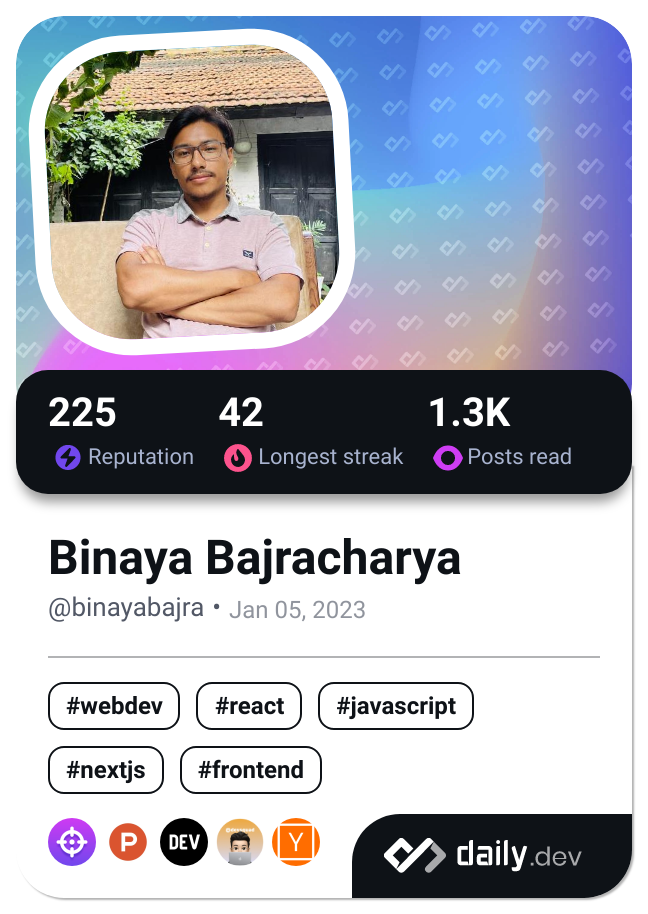 225 42 1.3K
Reputation Longest streak Posts read
Binaya Bajracharya
@binayabajra • Jan 05, 2023
#webdev #react #javascript
#nextjs #frontend
P DEV Y
daily.dev